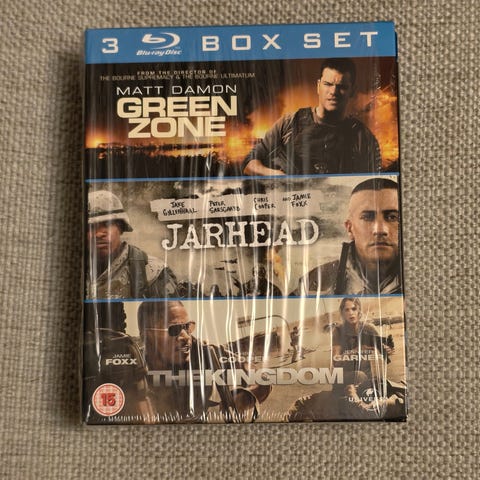 3 Blu-ray Disc BOX SET
FROM THE DIRECTOR OF
THE BOURNE SUPREMACY & THE BOURNE ULTIMATUM
MATT DAMON
GREEN
ZONE
JAKE GYLLENHAAL PETER SARSGAARD CHRIS COOPER AND JAMIE FOXX
JARHEAD
JAMIE FOXX COOPER JENNIFER GARNER
THE KINGDOM
15 UNIVERSAL